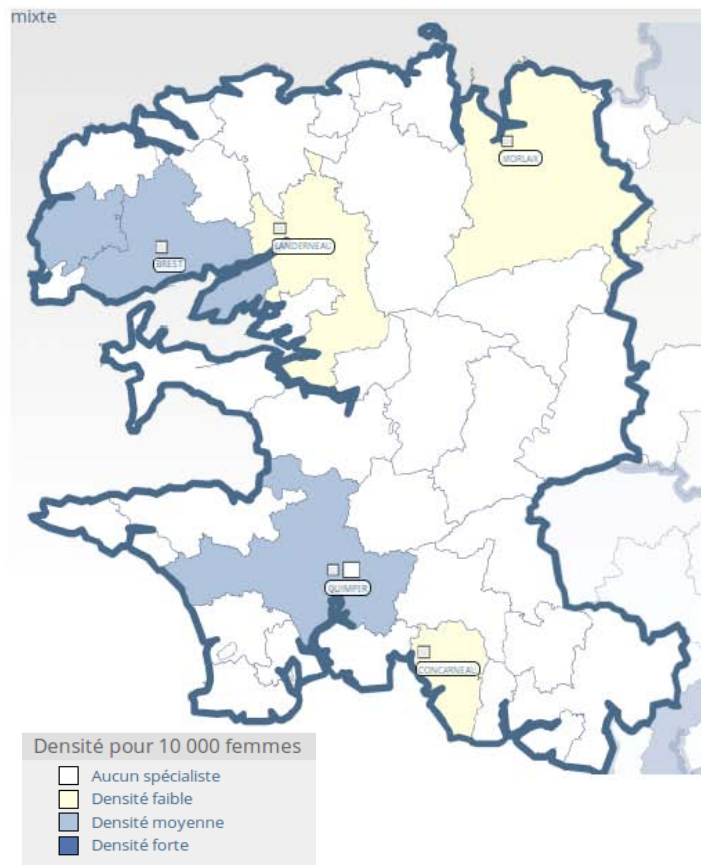 mixte
MORLAIX
LANDERNEAU
BREST
QUIMPER
CONCARNEAU
Densité pour 10 000 femmes
Aucun spécialiste
Densité faible
Densité moyenne
Densité forte